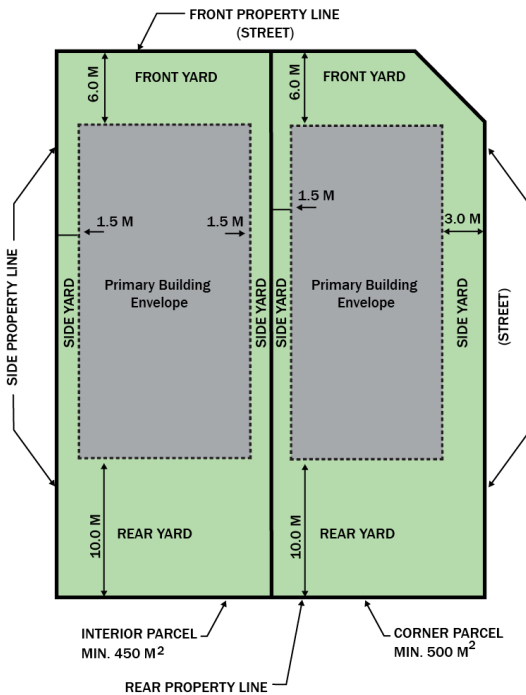 FRONT PROPERTY LINE
(STREET)
FRONT YARD
FRONT YARD
6.0 M
6.0 M
1.5 M
1.5 M
1.5 M
3.0 M
Primary Building
Envelope
Primary Building
Envelope
SIDE PROPERTY LINE
SIDE YARD
SIDE YARD
SIDE YARD
SIDE YARD
(STREET)
10.0 M
REAR YARD
10.0 M
REAR YARD
INTERIOR PARCEL
MIN. 450 M²
CORNER PARCEL
MIN. 500 M²
REAR PROPERTY LINE